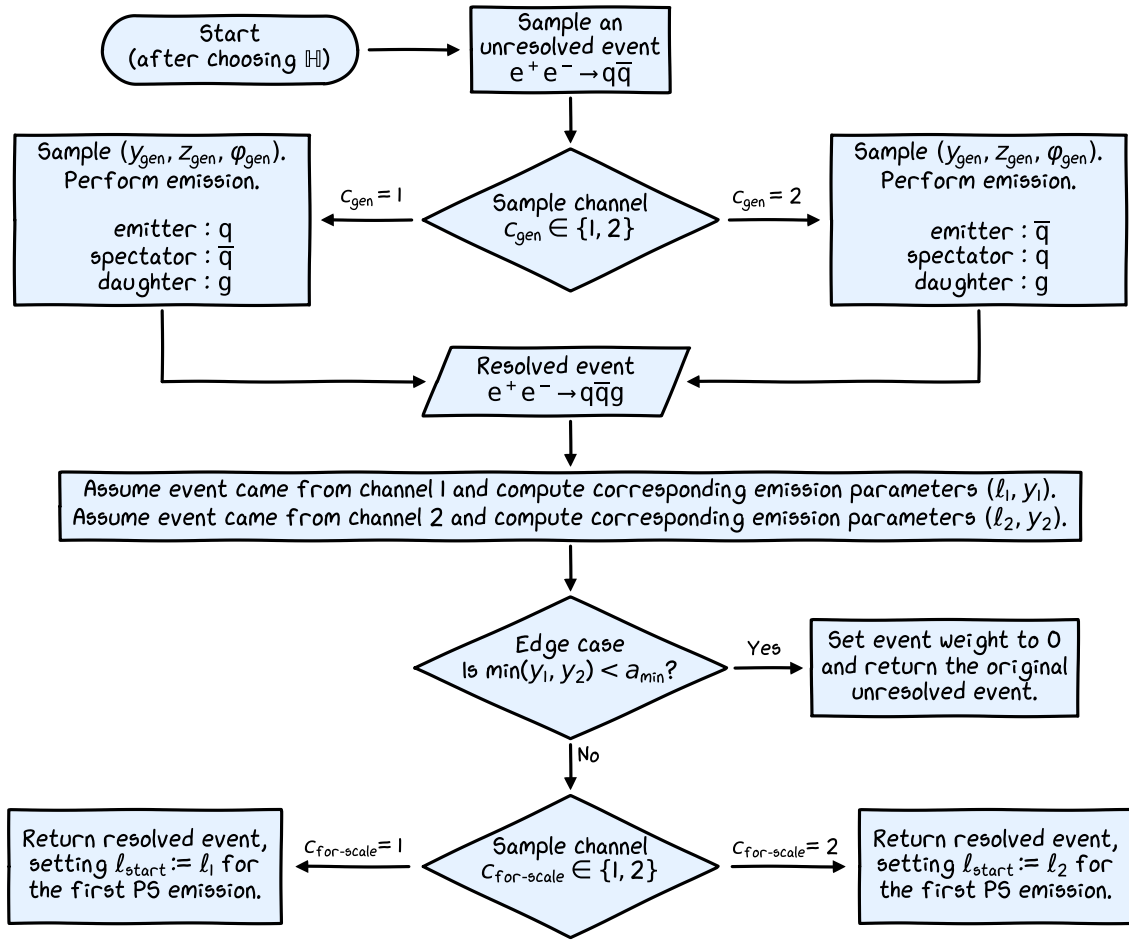 Start
(after choosing ℍ)
Sample an
unresolved event
e⁺e⁻→qq̅
Sample (y_gen, z_gen, φ_gen).
Perform emission.
emitter : q
spectator : q̅
daughter : g
c_gen = 1
Sample channel
c_gen ∈ {1, 2}
c_gen = 2
Sample (y_gen, z_gen, φ_gen).
Perform emission.
emitter : q̅
spectator : q
daughter : g
Resolved event
e⁺e⁻→qq̅g
Assume event came from channel 1 and compute corresponding emission parameters (ℓ₁, y₁).
Assume event came from channel 2 and compute corresponding emission parameters (ℓ₂, y₂).
Edge case
Is min(y₁, y₂) < a_min?
Yes
Set event weight to 0
and return the original
unresolved event.
No
Return resolved event,
setting ℓ_start := ℓ₁ for
the first PS emission.
c_for-scale = 1
Sample channel
c_for-scale ∈ {1, 2}
c_for-scale = 2
Return resolved event,
setting ℓ_start := ℓ₂ for
the first PS emission.